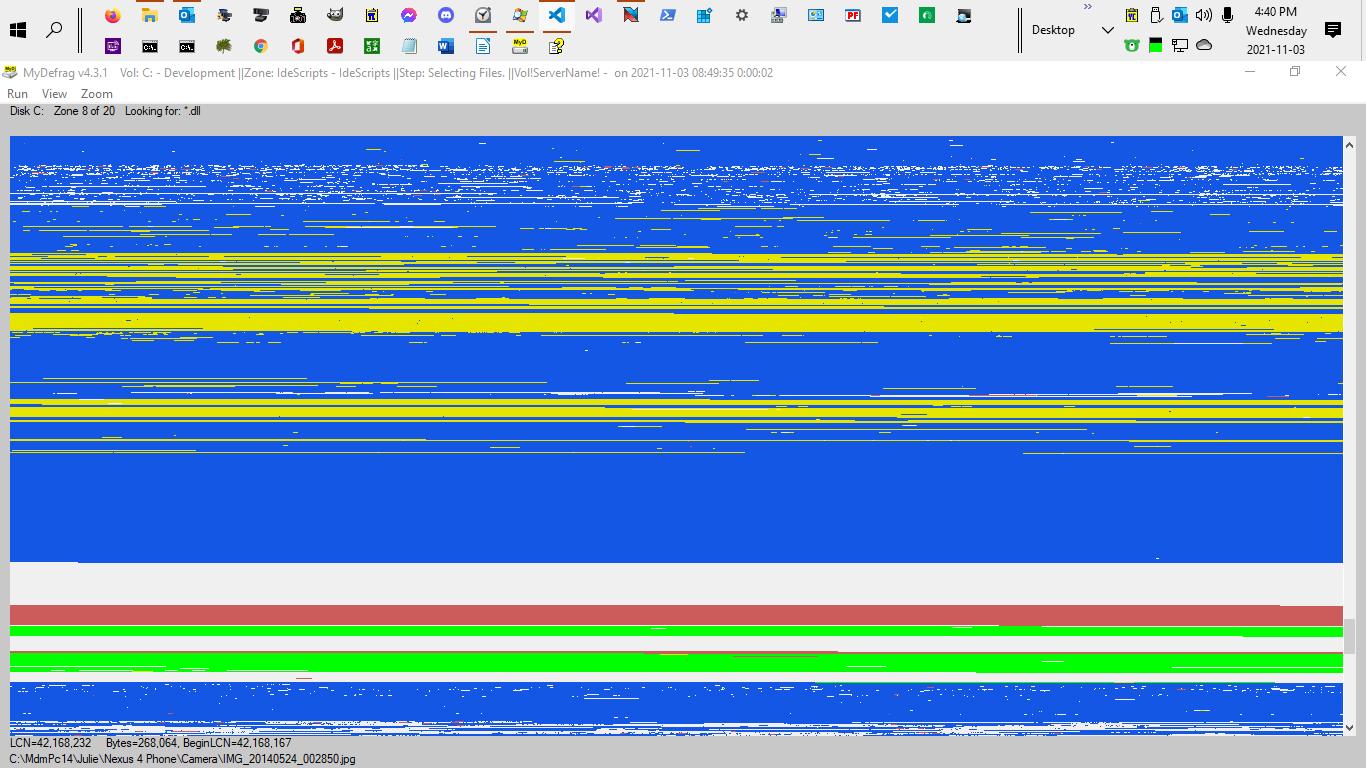 4:40 PM
Desktop
Wednesday
2021-11-03
MyDefrag v4.3.1 Vol: C: - Development ||Zone: IdeScripts - IdeScripts ||Step: Selecting Files. ||Vol!ServerName! - on 2021-11-03 08:49:35 0:00:02
Run View Zoom
Disk C: Zone 8 of 20 Looking for: *.dll
LCN=42,168,232 Bytes=268,064, BeginLCN=42,168,167
C:\MdmPc14\Julie\Nexus 4 Phone\Camera\IMG_20140524_002850.jpg